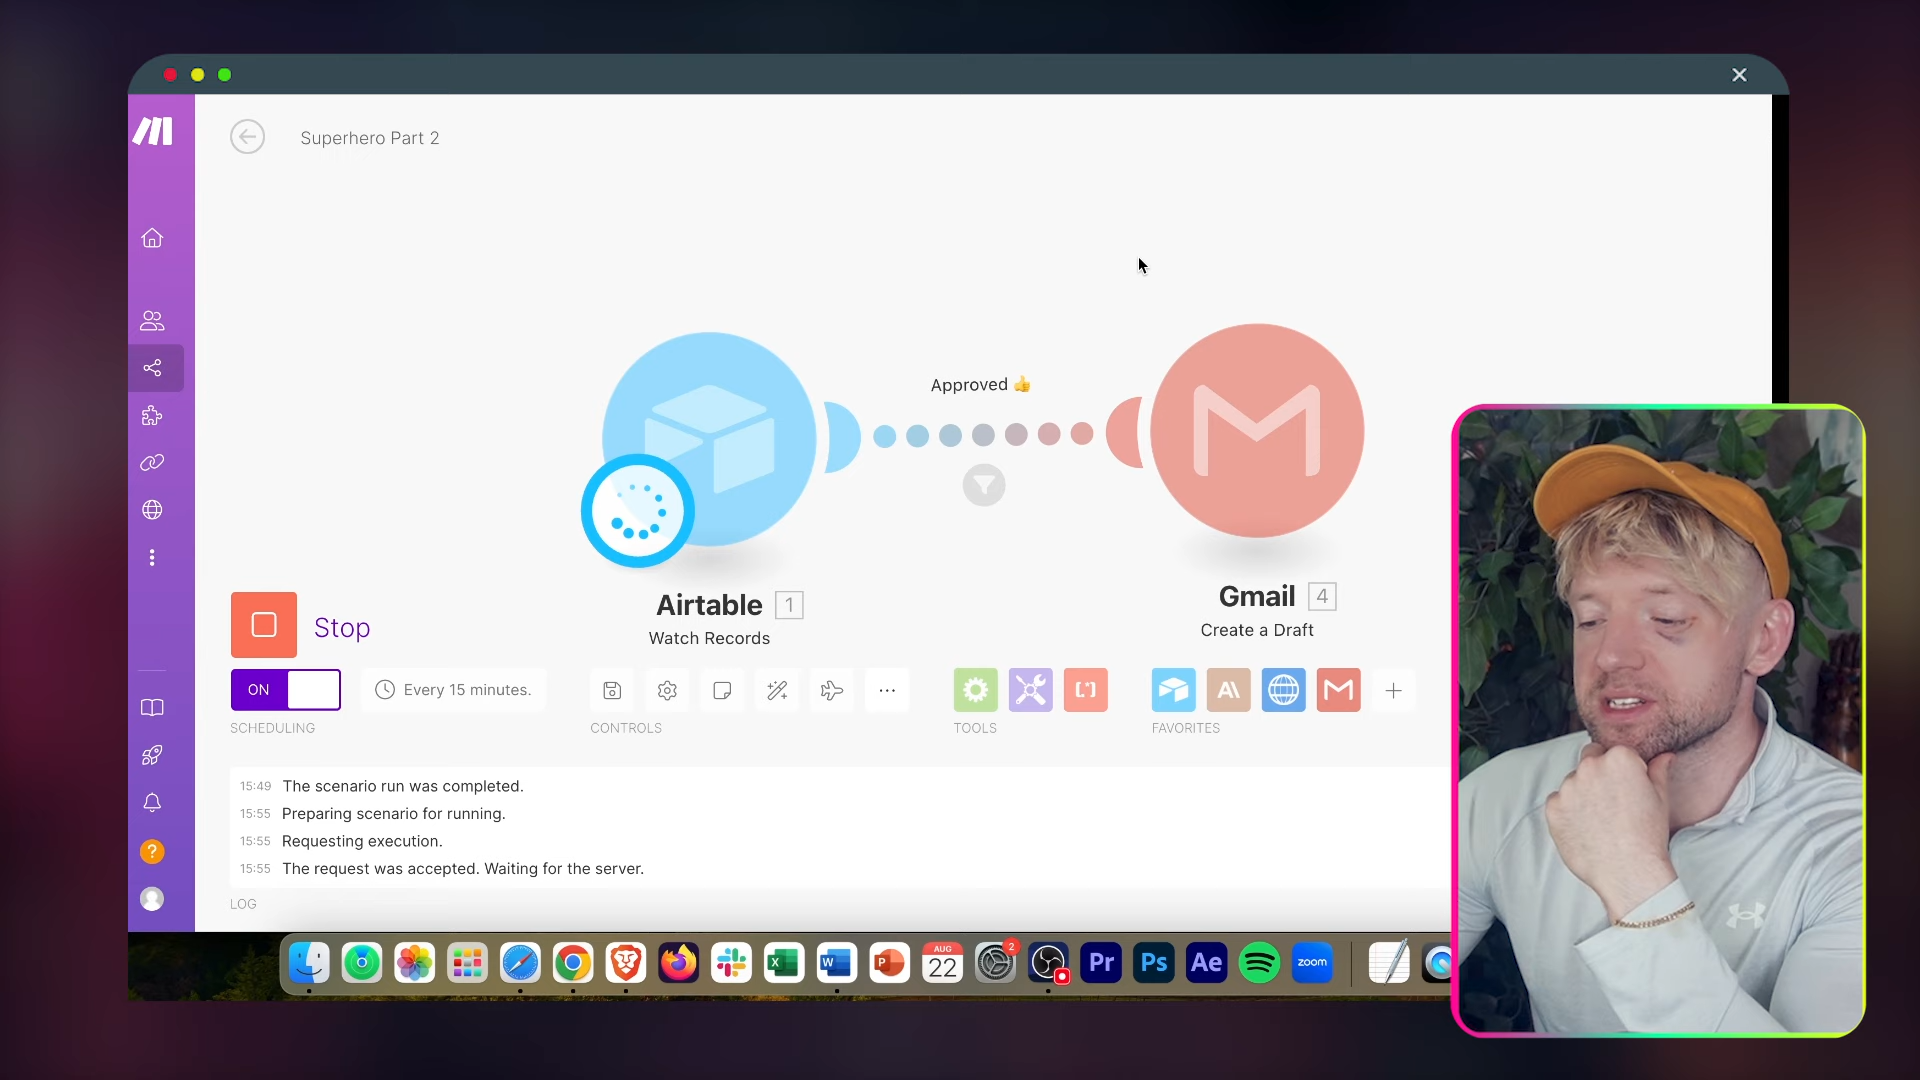 Superhero Part 2
Approved 👍
Airtable 1
Watch Records
Gmail 4
Create a Draft
Stop
ON
Every 15 minutes.
SCHEDULING
CONTROLS
TOOLS
FAVORITES
15:49 The scenario run was completed.
15:55 Preparing scenario for running.
15:55 Requesting execution.
15:55 The request was accepted. Waiting for the server.
LOG
AUG
22
2
Pr
Ps
Ae
zoom
X
W
P